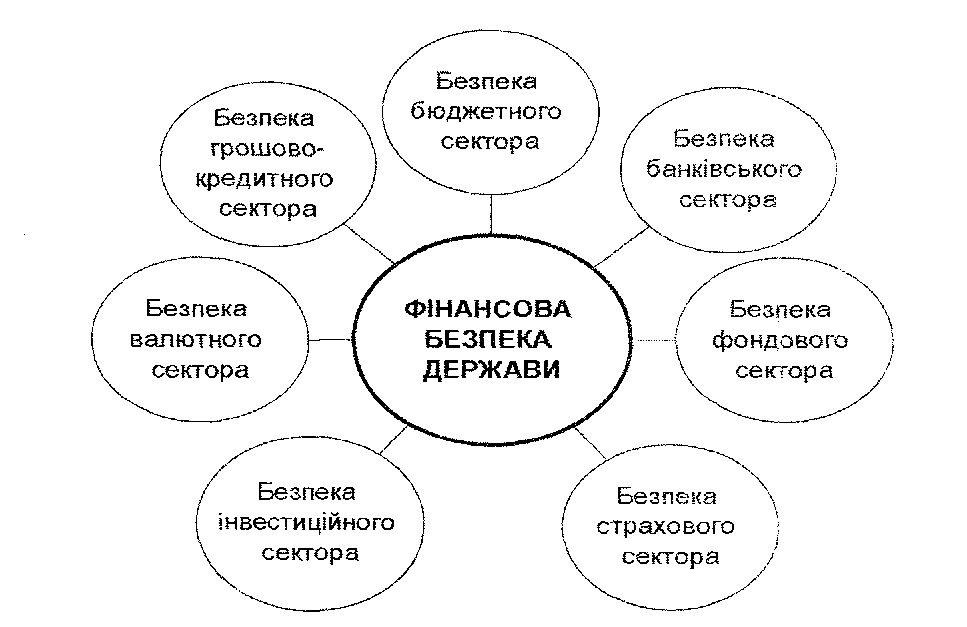 Безпека
бюджетного
сектора
Безпека
грошово-
кредитного
сектора
Безпека
банківського
сектора
Безпека
валютного
сектора
ФІНАНСОВА
БЕЗПЕКА
ДЕРЖАВИ
Безпека
фондового
сектора
Безпека
інвестиційного
сектора
Безпека
страхового
сектора